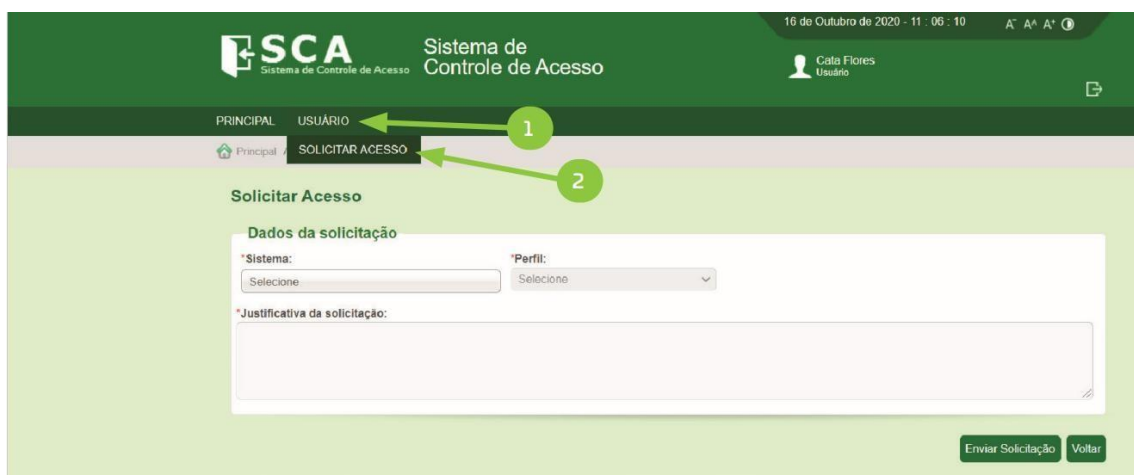 16 de Outubro de 2020 - 11 : 06 : 10
A- A^ A+
SCA
Sistema de Controle de Acesso
Sistema de
Controle de Acesso
Cata Flores
Usuário
PRINCIPAL USUÁRIO
1
Principal / SOLICITAR ACESSO
2
Solicitar Acesso
Dados da solicitação
*Sistema: *Perfil:
Selecione Selecione
*Justificativa da solicitação:
Enviar Solicitação Voltar